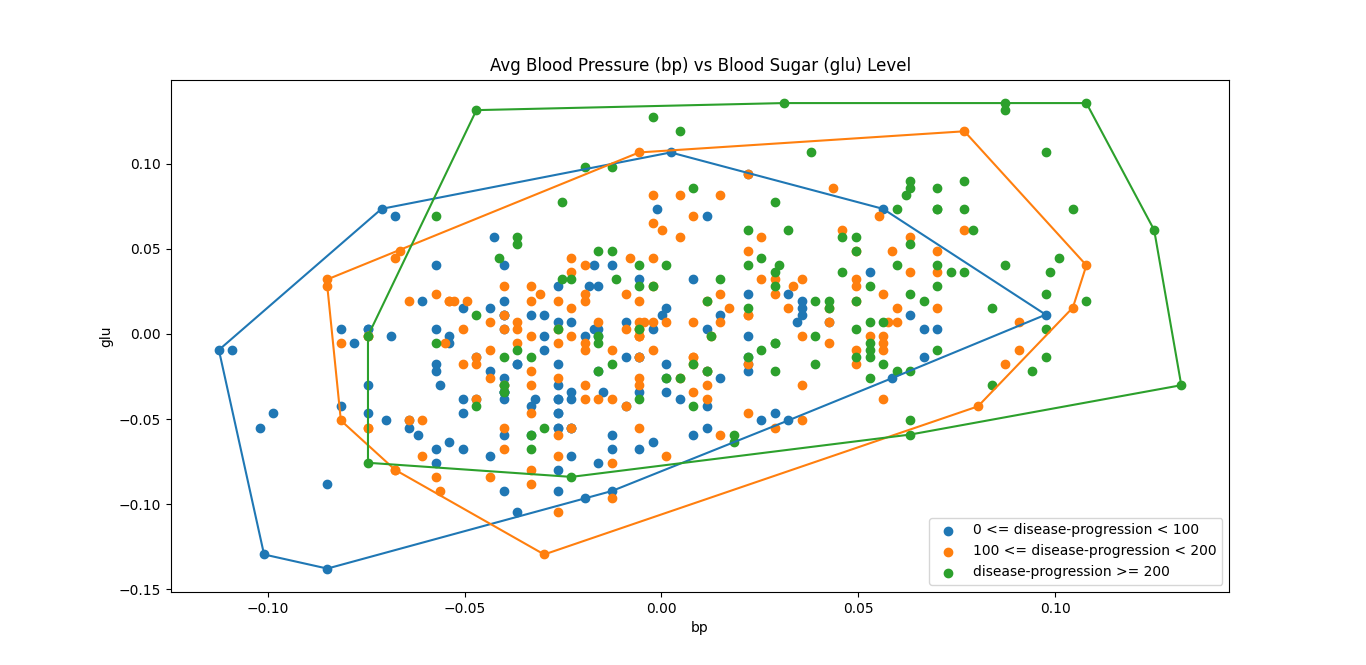 Avg Blood Pressure (bp) vs Blood Sugar (glu) Level
glu
0.10
0.05
0.00
−0.05
−0.10
−0.15
−0.10
−0.05
0.00
0.05
0.10
bp
0 <= disease-progression < 100
100 <= disease-progression < 200
disease-progression >= 200